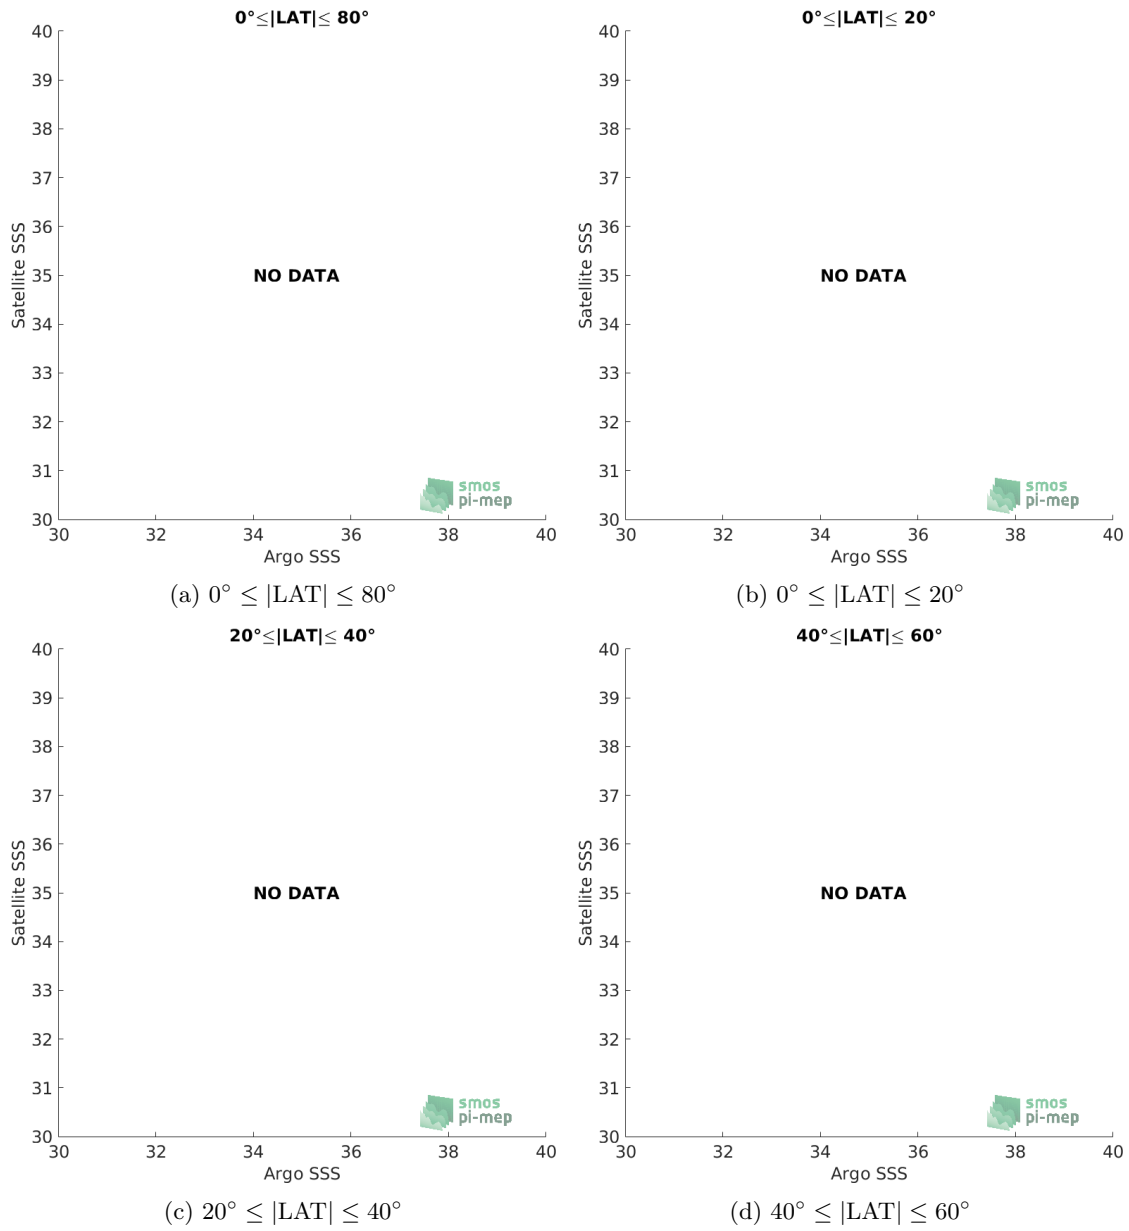 0°≤|LAT|≤ 80°
40
39
38
37
36
35
34
33
32
31
30
Satellite SSS
NO DATA
smos
pi-mep
30 32 34 36 38 40
Argo SSS
(a) 0° ≤ |LAT| ≤ 80°
0°≤|LAT|≤ 20°
40
39
38
37
36
35
34
33
32
31
30
Satellite SSS
NO DATA
smos
pi-mep
30 32 34 36 38 40
Argo SSS
(b) 0° ≤ |LAT| ≤ 20°
20°≤|LAT|≤ 40°
40
39
38
37
36
35
34
33
32
31
30
Satellite SSS
NO DATA
smos
pi-mep
30 32 34 36 38 40
Argo SSS
(c) 20° ≤ |LAT| ≤ 40°
40°≤|LAT|≤ 60°
40
39
38
37
36
35
34
33
32
31
30
Satellite SSS
NO DATA
smos
pi-mep
30 32 34 36 38 40
Argo SSS
(d) 40° ≤ |LAT| ≤ 60°